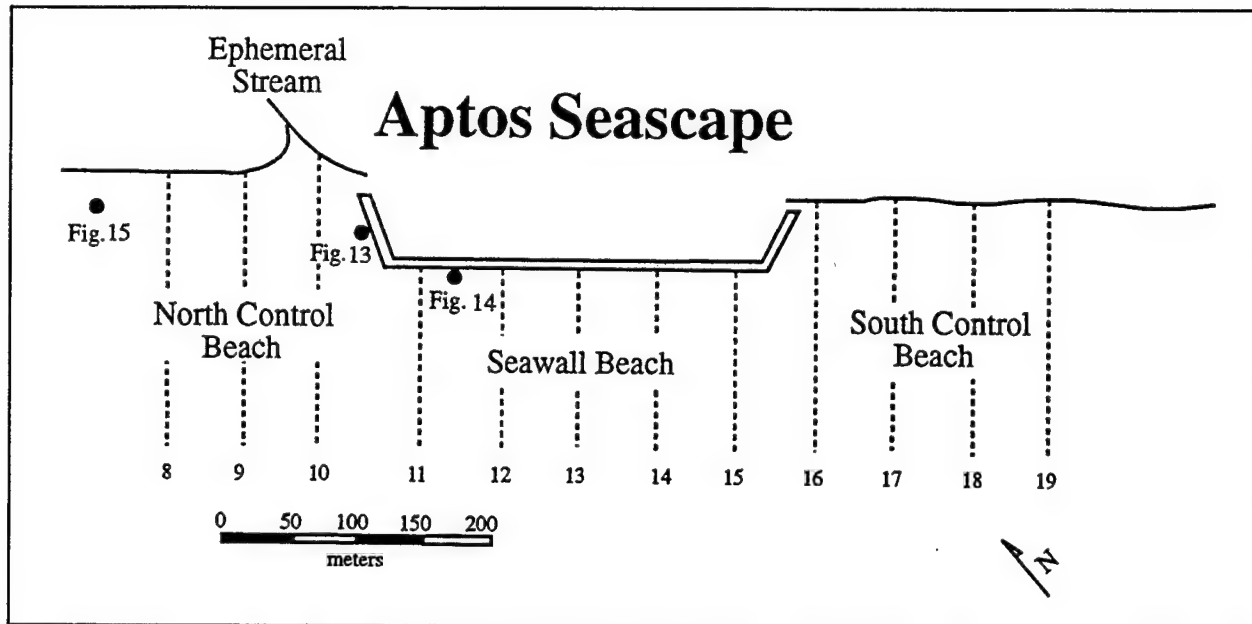 Ephemeral
Stream
Aptos Seascape
Fig. 15
Fig. 13
Fig. 14
North Control
Beach
Seawall Beach
South Control
Beach
8 9 10 11 12 13 14 15 16 17 18 19
0 50 100 150 200
meters
N